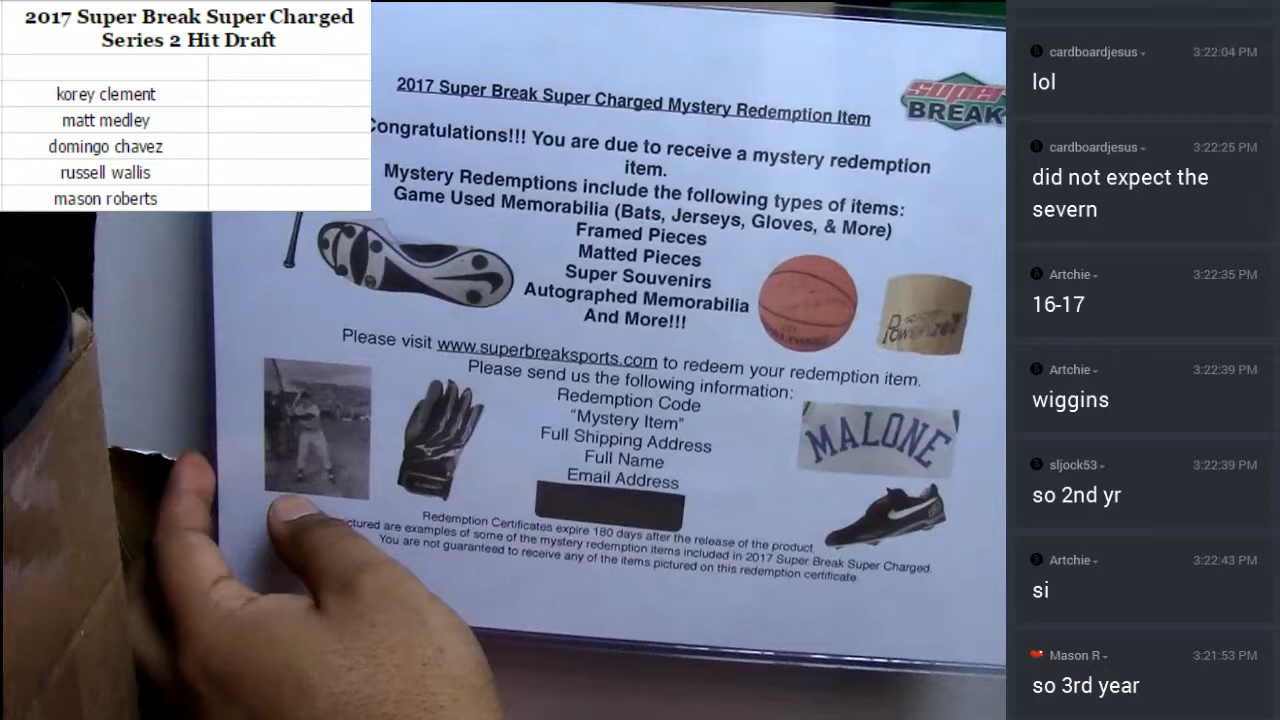 2017 Super Break Super Charged
Series 2 Hit Draft
korey clement
matt medley
domingo chavez
russell wallis
mason roberts
super
BREAK
2017 Super Break Super Charged Mystery Redemption Item
Congratulations!!! You are due to receive a mystery redemption
item.
Mystery Redemptions include the following types of items:
Game Used Memorabilia (Bats, Jerseys, Gloves, & More)
Framed Pieces
Matted Pieces
Super Souvenirs
Autographed Memorabilia
And More!!!
Please visit www.superbreaksports.com to redeem your redemption item.
Please send us the following information:
Redemption Code
"Mystery Item"
Full Shipping Address
Full Name
Email Address
MALONE
Redemption Certificates expire 180 days after the release of the product.
are examples of some of the mystery redemption items included in 2017 Super Break Super Charged.
You are not guaranteed to receive any of the items pictured on this redemption certificate.
cardboardjesus 3:22:04 PM
lol
cardboardjesus 3:22:25 PM
did not expect the
severn
Artchie 3:22:35 PM
16-17
Artchie 3:22:39 PM
wiggins
sljock53 3:22:39 PM
so 2nd yr
Artchie 3:22:43 PM
si
Mason R 3:21:53 PM
so 3rd year